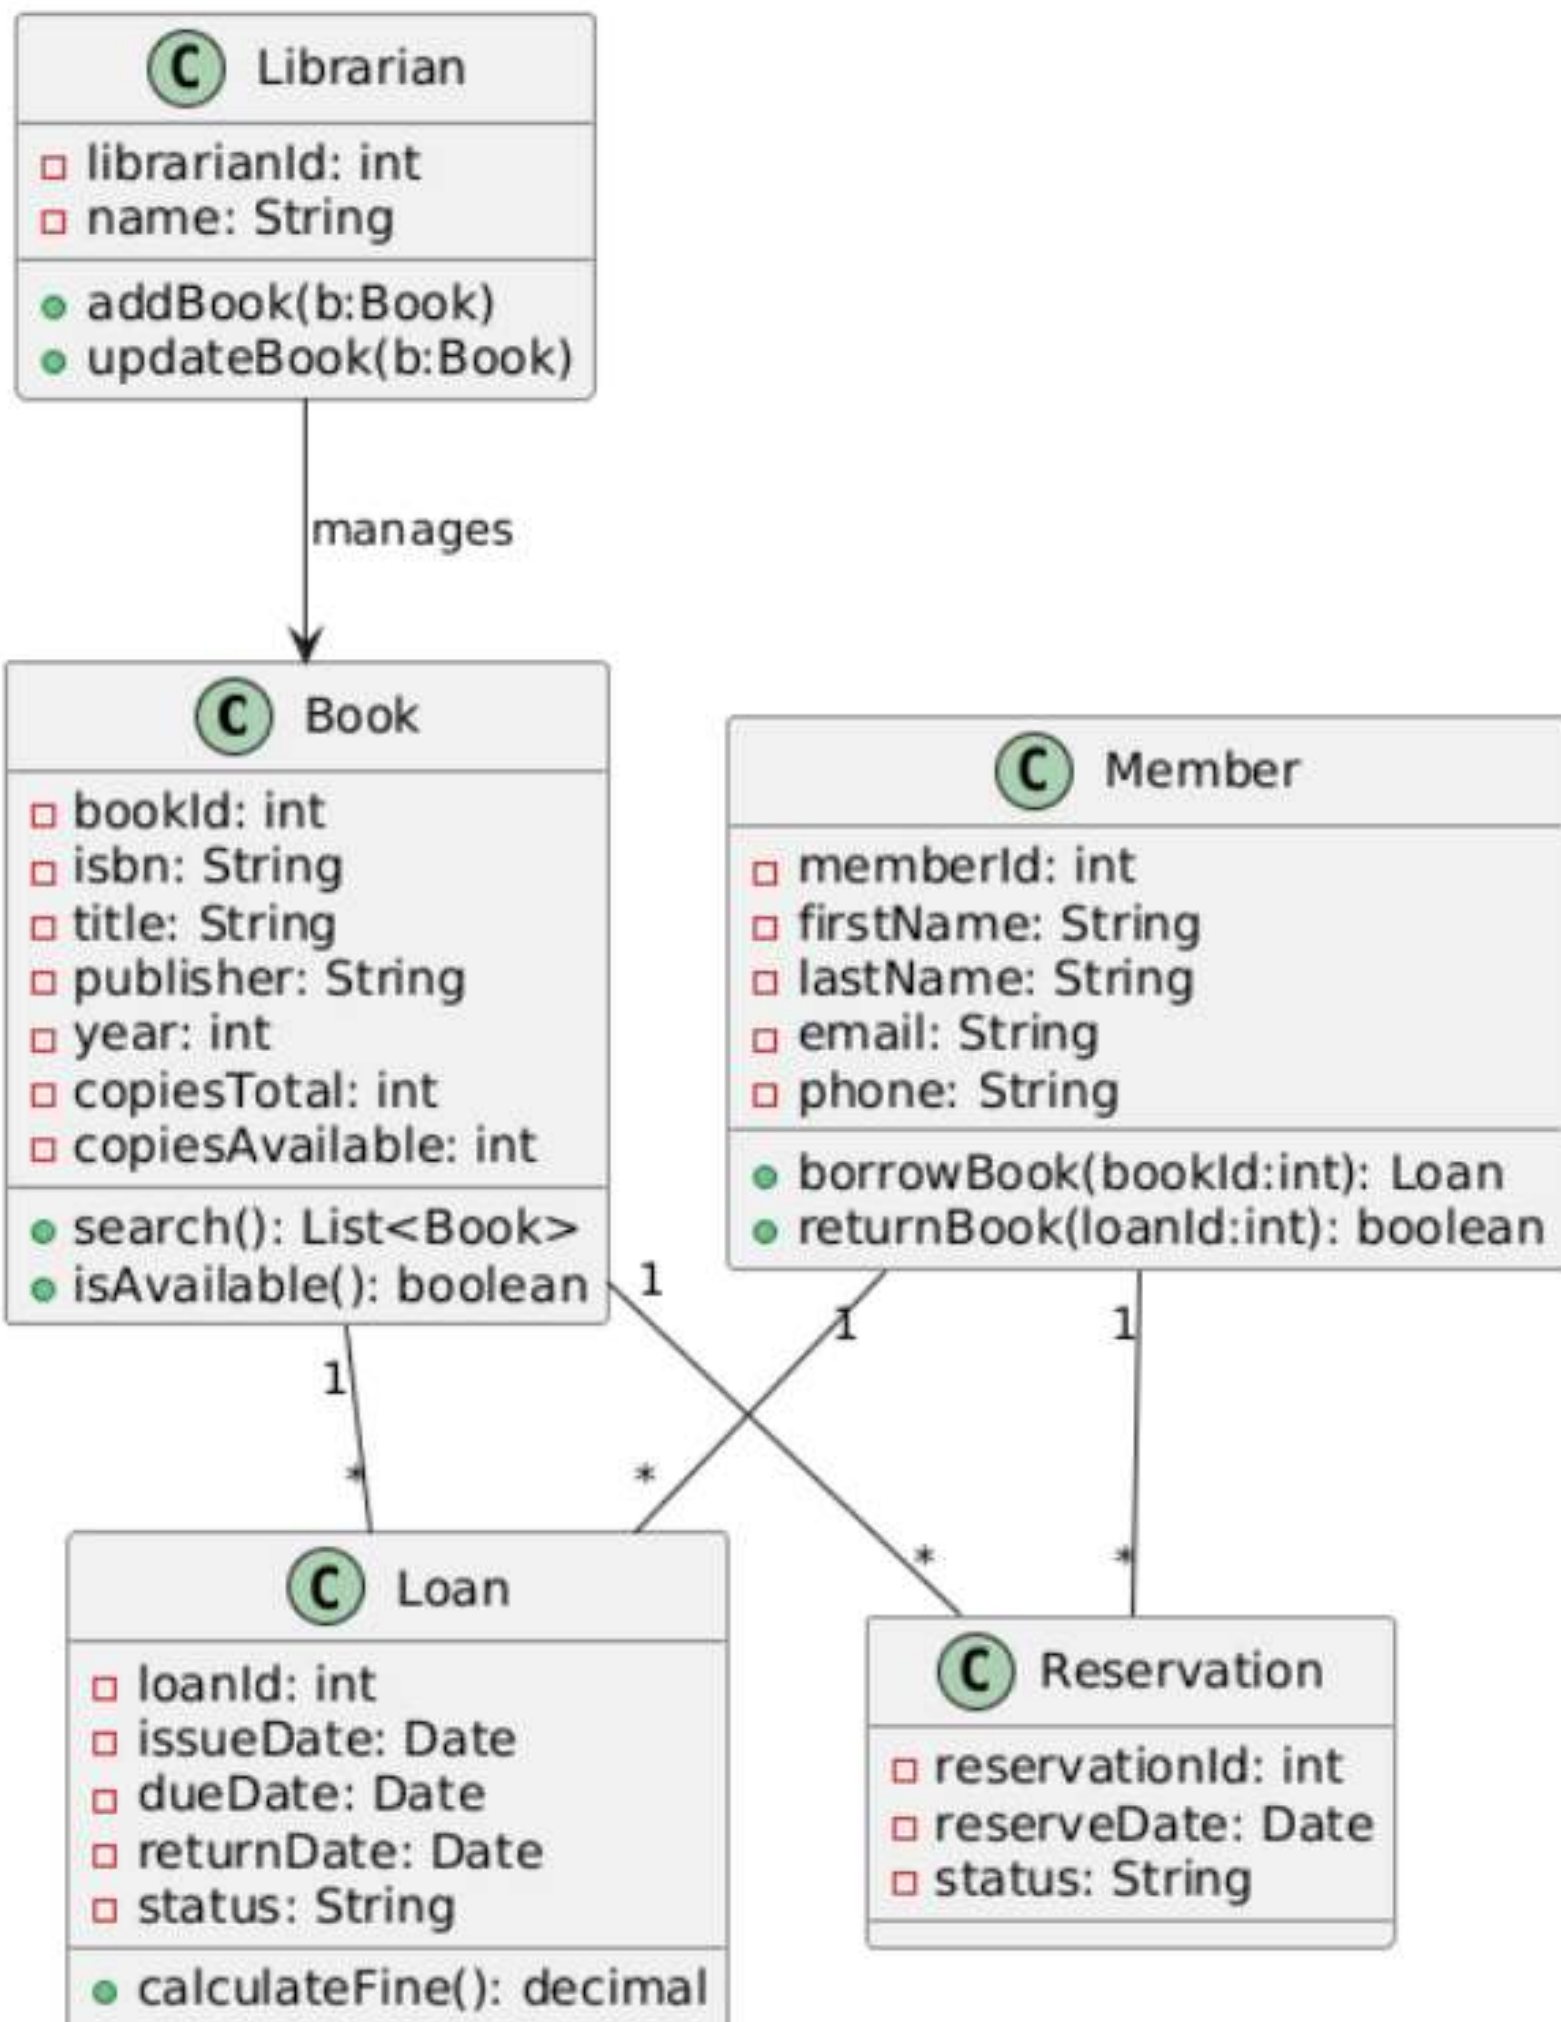 C Librarian
librarianId: int
name: String
addBook(b:Book)
updateBook(b:Book)
manages
C Book
bookId: int
isbn: String
title: String
publisher: String
year: int
copiesTotal: int
copiesAvailable: int
search(): List<Book>
isAvailable(): boolean
C Member
memberId: int
firstName: String
lastName: String
email: String
phone: String
borrowBook(bookId:int): Loan
returnBook(loanId:int): boolean
1
1
1
1
*
*
*
*
C Loan
loanId: int
issueDate: Date
dueDate: Date
returnDate: Date
status: String
calculateFine(): decimal
C Reservation
reservationId: int
reserveDate: Date
status: String